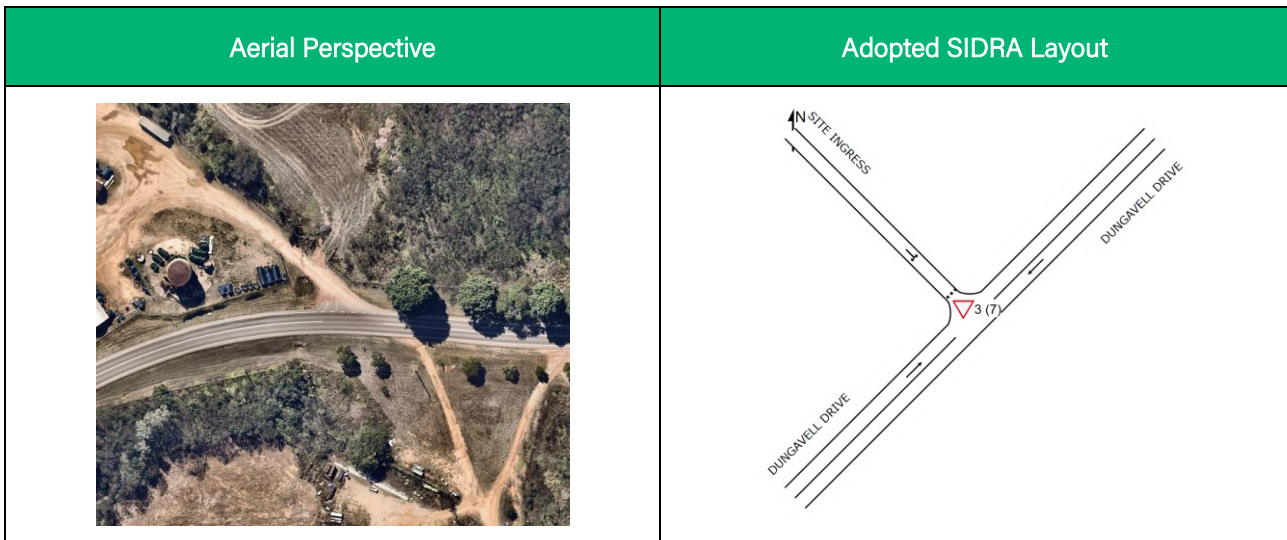 Aerial Perspective
Adopted SIDRA Layout
N
SITE INGRESS
DUNGAVELL DRIVE
3 (7)
DUNGAVELL DRIVE